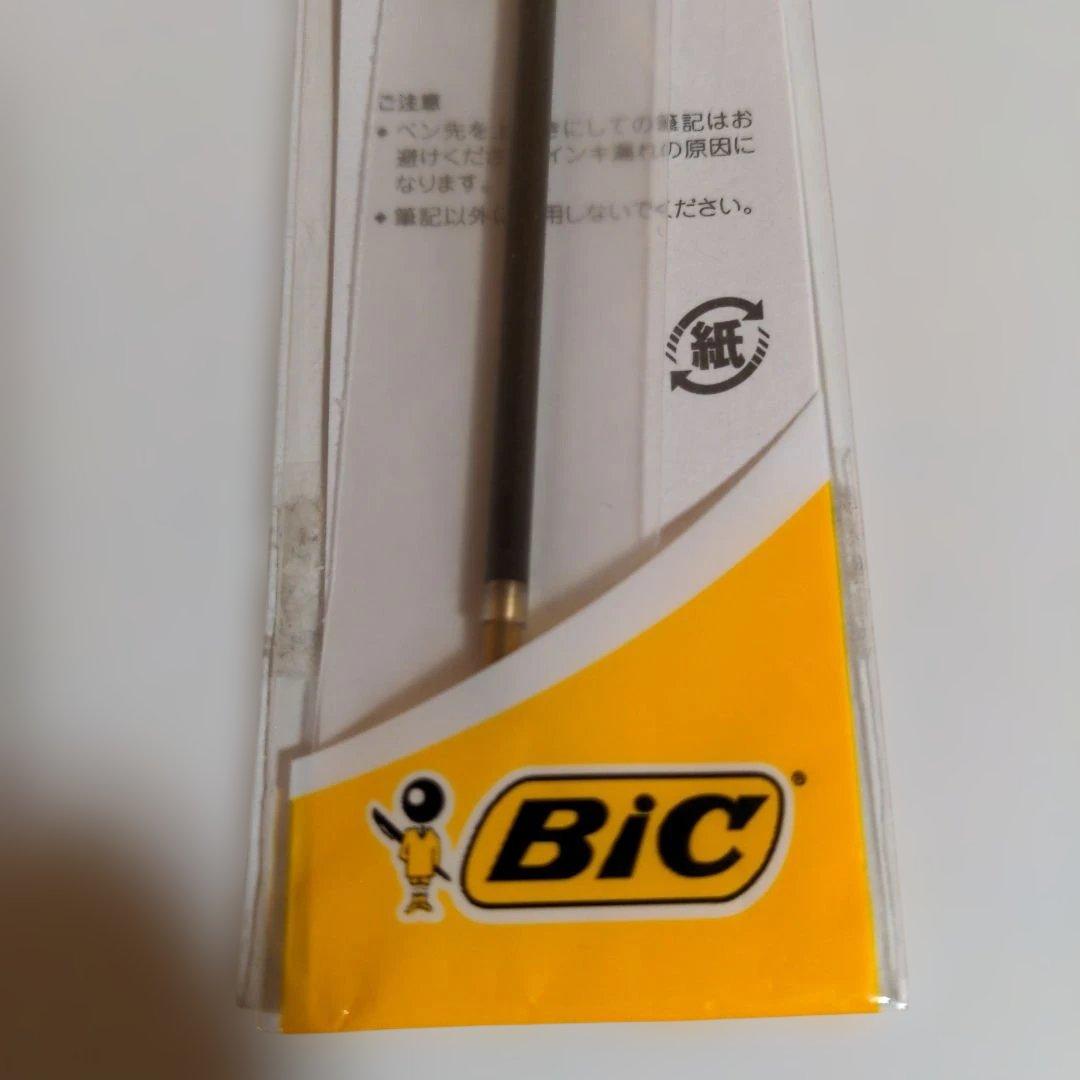 ご注意
• ペン先を上 きにしての筆記はお
避けくださ インキ漏れの原因に
なります。
• 筆記以外に 用しないでください。
紙
BiC®